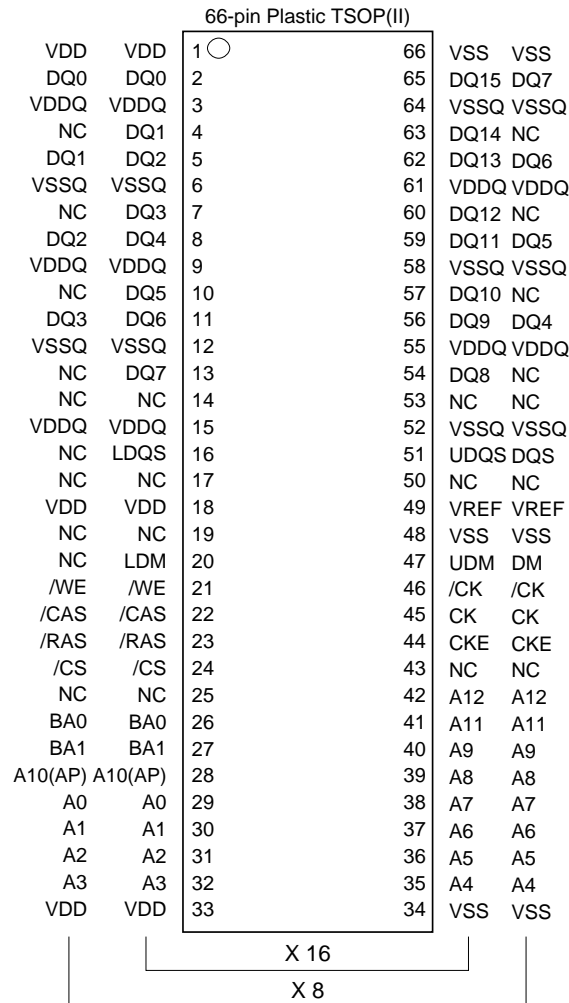 66-pin Plastic TSOP(II)
VDD VDD 1 66 VSS VSS
DQ0 DQ0 2 65 DQ15 DQ7
VDDQ VDDQ 3 64 VSSQ VSSQ
NC DQ1 4 63 DQ14 NC
DQ1 DQ2 5 62 DQ13 DQ6
VSSQ VSSQ 6 61 VDDQ VDDQ
NC DQ3 7 60 DQ12 NC
DQ2 DQ4 8 59 DQ11 DQ5
VDDQ VDDQ 9 58 VSSQ VSSQ
NC DQ5 10 57 DQ10 NC
DQ3 DQ6 11 56 DQ9 DQ4
VSSQ VSSQ 12 55 VDDQ VDDQ
NC DQ7 13 54 DQ8 NC
NC NC 14 53 NC NC
VDDQ VDDQ 15 52 VSSQ VSSQ
NC LDQS 16 51 UDQS DQS
NC NC 17 50 NC NC
VDD VDD 18 49 VREF VREF
NC NC 19 48 VSS VSS
NC LDM 20 47 UDM DM
/WE /WE 21 46 /CK /CK
/CAS /CAS 22 45 CK CK
/RAS /RAS 23 44 CKE CKE
/CS /CS 24 43 NC NC
NC NC 25 42 A12 A12
BA0 BA0 26 41 A11 A11
BA1 BA1 27 40 A9 A9
A10(AP) A10(AP) 28 39 A8 A8
A0 A0 29 38 A7 A7
A1 A1 30 37 A6 A6
A2 A2 31 36 A5 A5
A3 A3 32 35 A4 A4
VDD VDD 33 34 VSS VSS
X 16
X 8